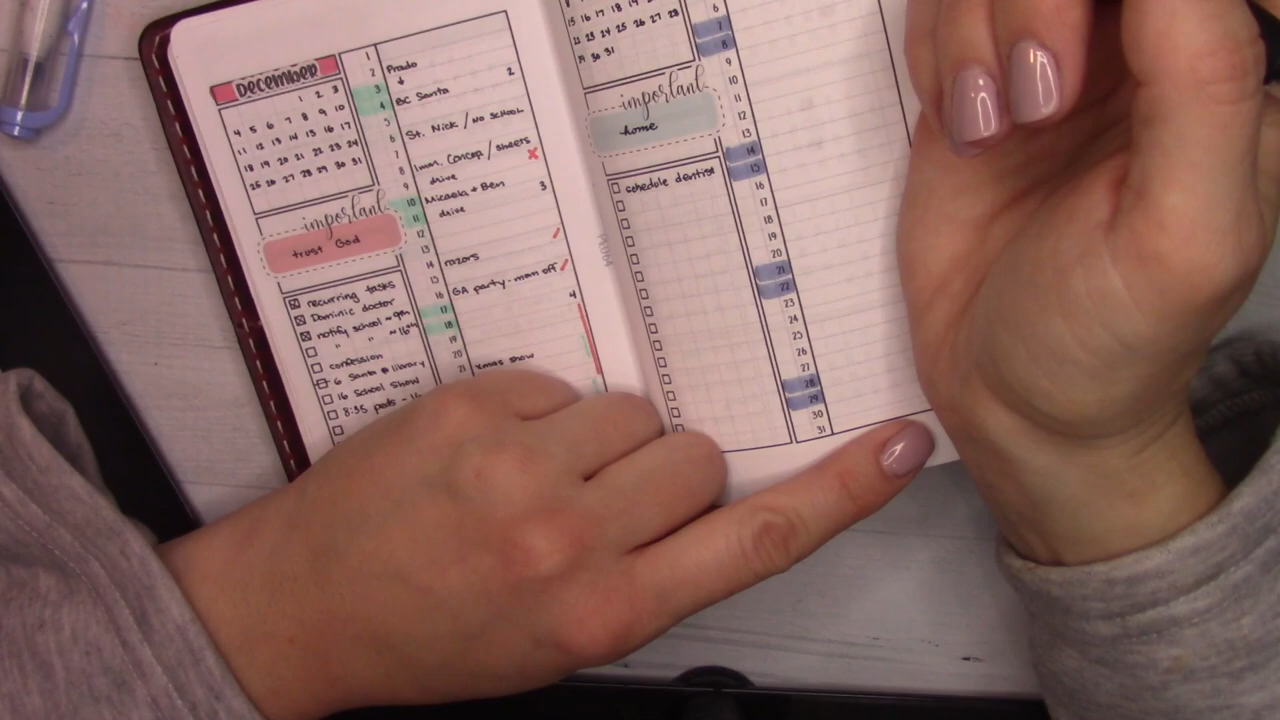 DECEMBER
1 2 3
4 5 6 7 8 9 10
11 12 13 14 15 16 17
18 19 20 21 22 23 24
25 26 27 28 29 30 31
important
trust God
recurring tasks
Dominic doctor
notify school ~9th
" " ~16th
confession
6 Santa @ library
16 School Show
8:35
1
2 Prado
3
4 BC Santa 2
5
6 St. Nick / no school
7
8 Imm. Concep / sheets
9 drive
10 Micaela + Ben 3
11 drive
12
13
14 razors
15
16 GA party - mom off
17 4
18
19
20
21 xmas show
15 16 17 18 19 20
23 24 25 26 27 28
30 31
important
home
schedule dentist
6
7
8
9
10
11
12
13
14
15
16
17
18
19
20
21
22
23
24
25
26
27
28
29
30
31